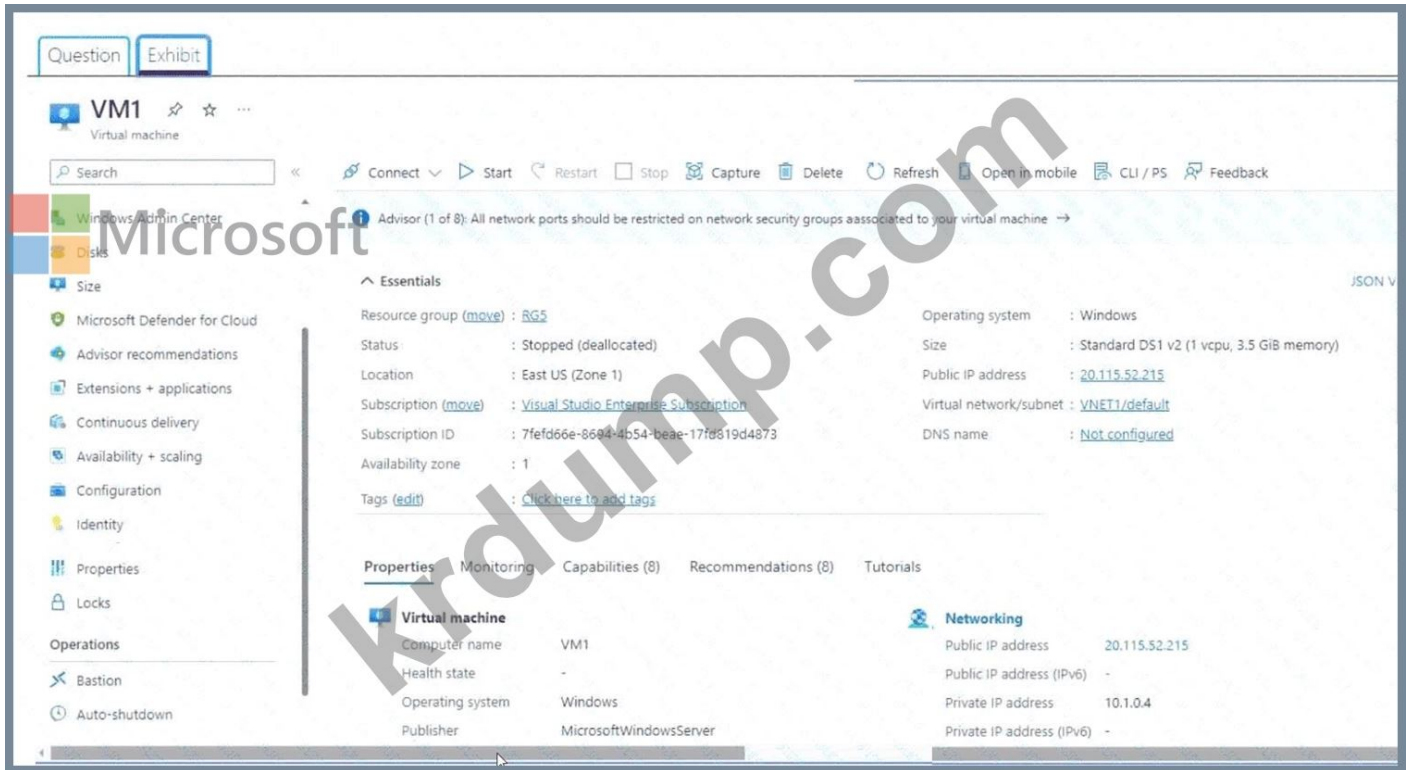 Question Exhibit
VM1 ...
Virtual machine
Search «
Connect Start Restart Stop Capture Delete Refresh Open in mobile CLI / PS Feedback
Windows Admin Center
Microsoft
Disks
Size
Microsoft Defender for Cloud
Advisor recommendations
Extensions + applications
Continuous delivery
Availability + scaling
Configuration
Identity
Properties
Locks
Operations
Bastion
Auto-shutdown
Advisor (1 of 8): All network ports should be restricted on network security groups aassociated to your virtual machine →
Essentials
JSON V
Resource group (move) : RG5
Status : Stopped (deallocated)
Location : East US (Zone 1)
Subscription (move) : Visual Studio Enterprise Subscription
Subscription ID : 7fefd66e-8694-4b54-beae-17fd819d4873
Availability zone : 1
Tags (edit) : Click here to add tags
Operating system : Windows
Size : Standard DS1 v2 (1 vcpu, 3.5 GiB memory)
Public IP address : 20.115.52.215
Virtual network/subnet : VNET1/default
DNS name : Not configured
Properties Monitoring Capabilities (8) Recommendations (8) Tutorials
Virtual machine
Computer name VM1
Health state -
Operating system Windows
Publisher MicrosoftWindowsServer
Networking
Public IP address 20.115.52.215
Public IP address (IPv6) -
Private IP address 10.1.0.4
Private IP address (IPv6) -
krdump.com